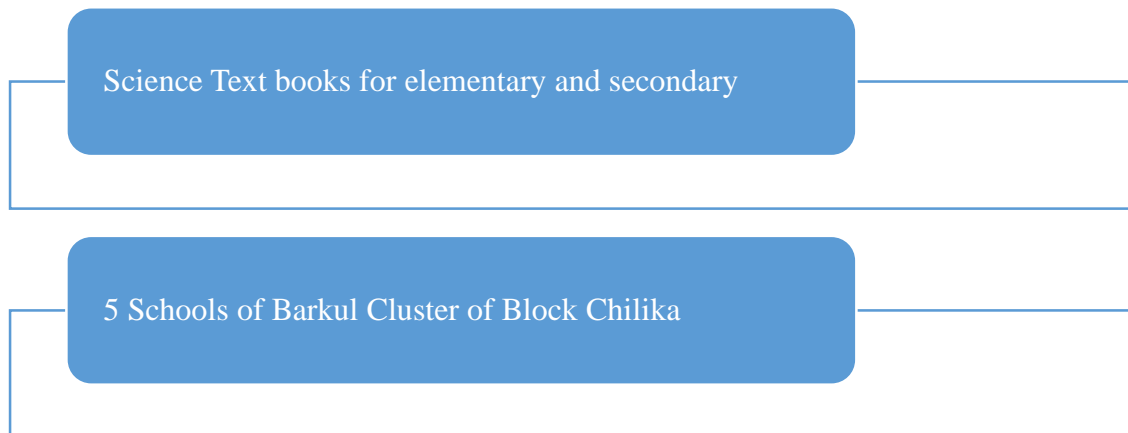 Science Text books for elementary and secondary
5 Schools of Barkul Cluster of Block Chilika